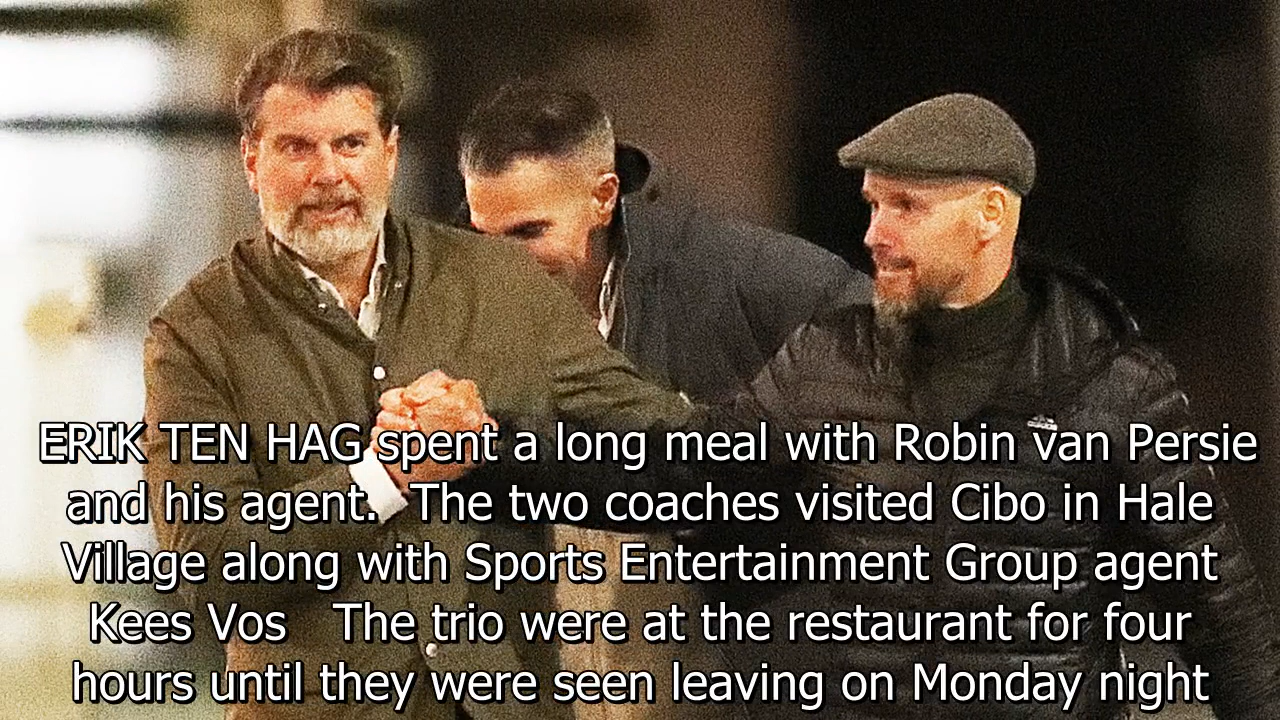 ERIK TEN HAG spent a long meal with Robin van Persie
and his agent.  The two coaches visited Cibo in Hale
Village along with Sports Entertainment Group agent
Kees Vos   The trio were at the restaurant for four
hours until they were seen leaving on Monday night